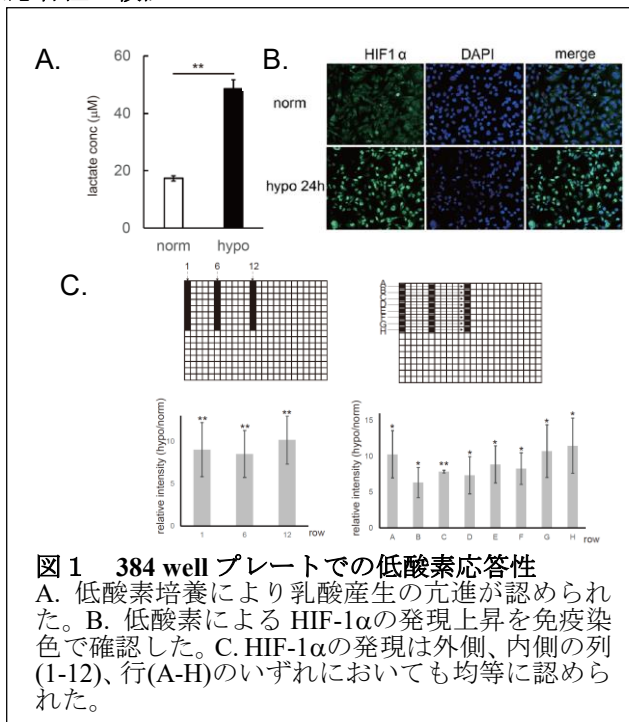 A.
60
**
40
20
0
lactate conc (μM)
norm hypo
B.
HIF1α DAPI merge
norm
hypo 24h
C.
1 6 12
A
B
C
D
E
F
G
H
relative intensity (hypo/norm)
10
5
0
** ** **
1 6 12 row
relative intensity (hypo/norm)
15
10
5
0
* * ** * * * * *
A B C D E F G H row
図1 384 well プレートでの低酸素応答性
A. 低酸素培養により乳酸産生の亢進が認められ
た。B. 低酸素による HIF-1αの発現上昇を免疫染
色で確認した。C. HIF-1αの発現は外側、内側の列
(1-12)、行(A-H)のいずれにおいても均等に認めら
れた。